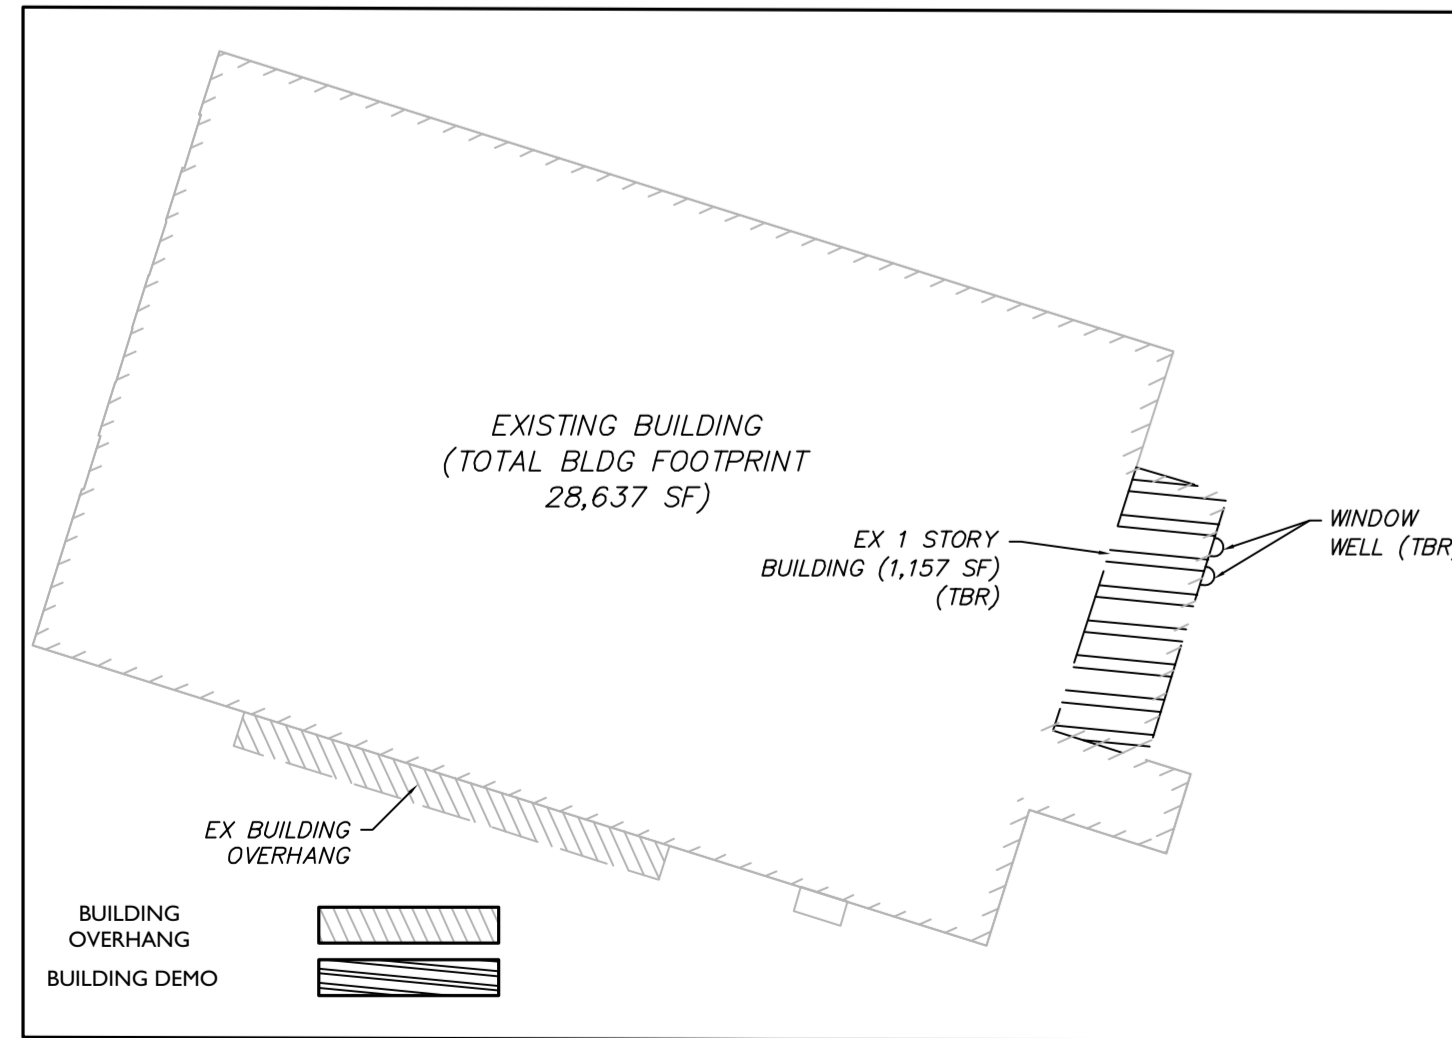 EXISTING BUILDING
(TOTAL BLDG FOOTPRINT
28,637 SF)
EX 1 STORY
BUILDING (1,157 SF)
(TBR)
WINDOW
WELL (TBR)
EX BUILDING
OVERHANG
BUILDING
OVERHANG
BUILDING DEMO